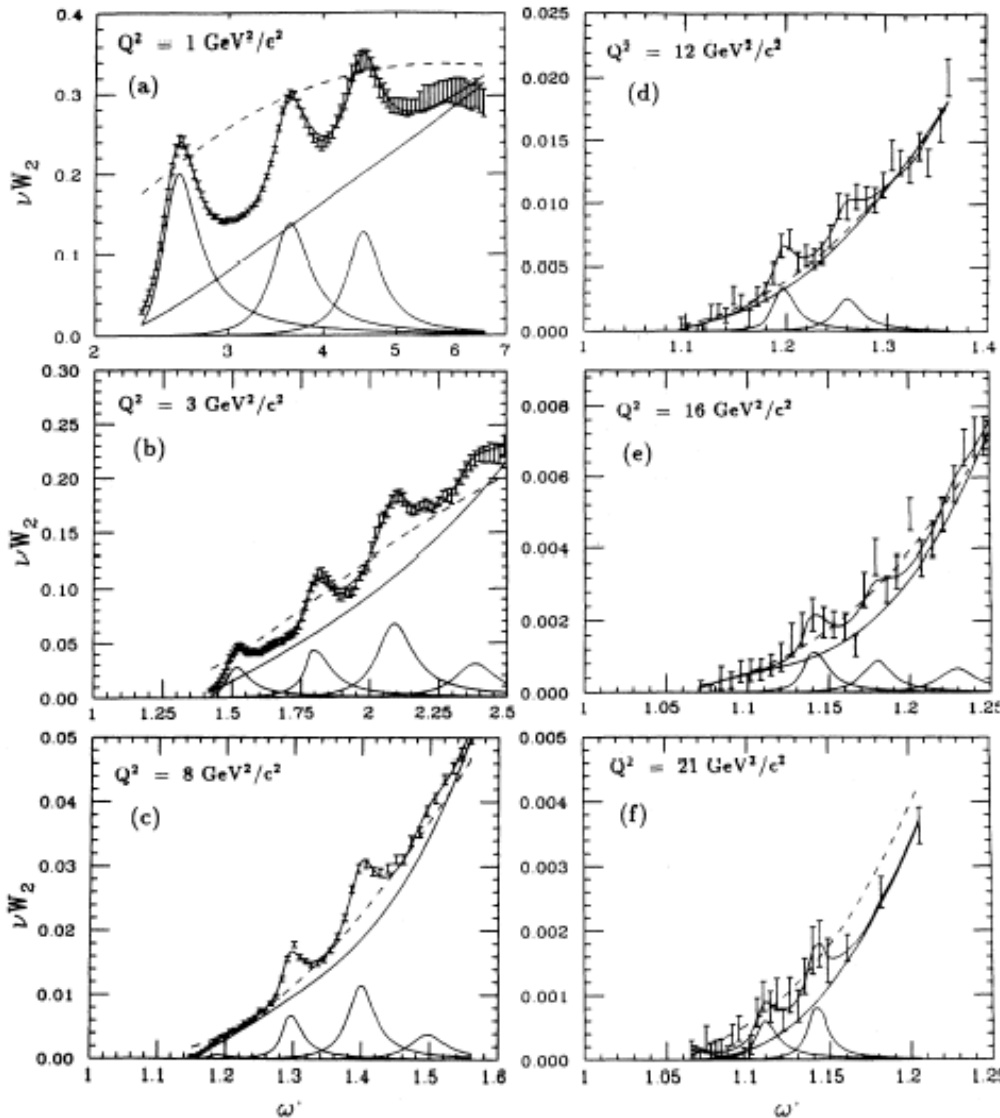 0.4
Q² = 1 GeV²/c²
(a)
0.3
νW₂
0.2
0.1
0.0
2 3 4 5 6 7
0.025
Q² = 12 GeV²/c²
(d)
0.020
0.015
0.010
0.005
0.000
1 1.1 1.2 1.3 1.4
0.30
Q² = 3 GeV²/c²
(b)
0.25
0.20
νW₂
0.15
0.10
0.05
0.00
1 1.25 1.5 1.75 2 2.25 2.5
0.008
Q² = 16 GeV²/c²
(e)
0.006
0.004
0.002
0.000
1 1.05 1.1 1.15 1.2 1.25
0.05
Q² = 8 GeV²/c²
(c)
0.04
0.03
νW₂
0.02
0.01
0.00
1 1.1 1.2 1.3 1.4 1.5 1.6
ω'
0.005
Q² = 21 GeV²/c²
(f)
0.004
0.003
0.002
0.001
0.000
1 1.05 1.1 1.15 1.2 1.25
ω'